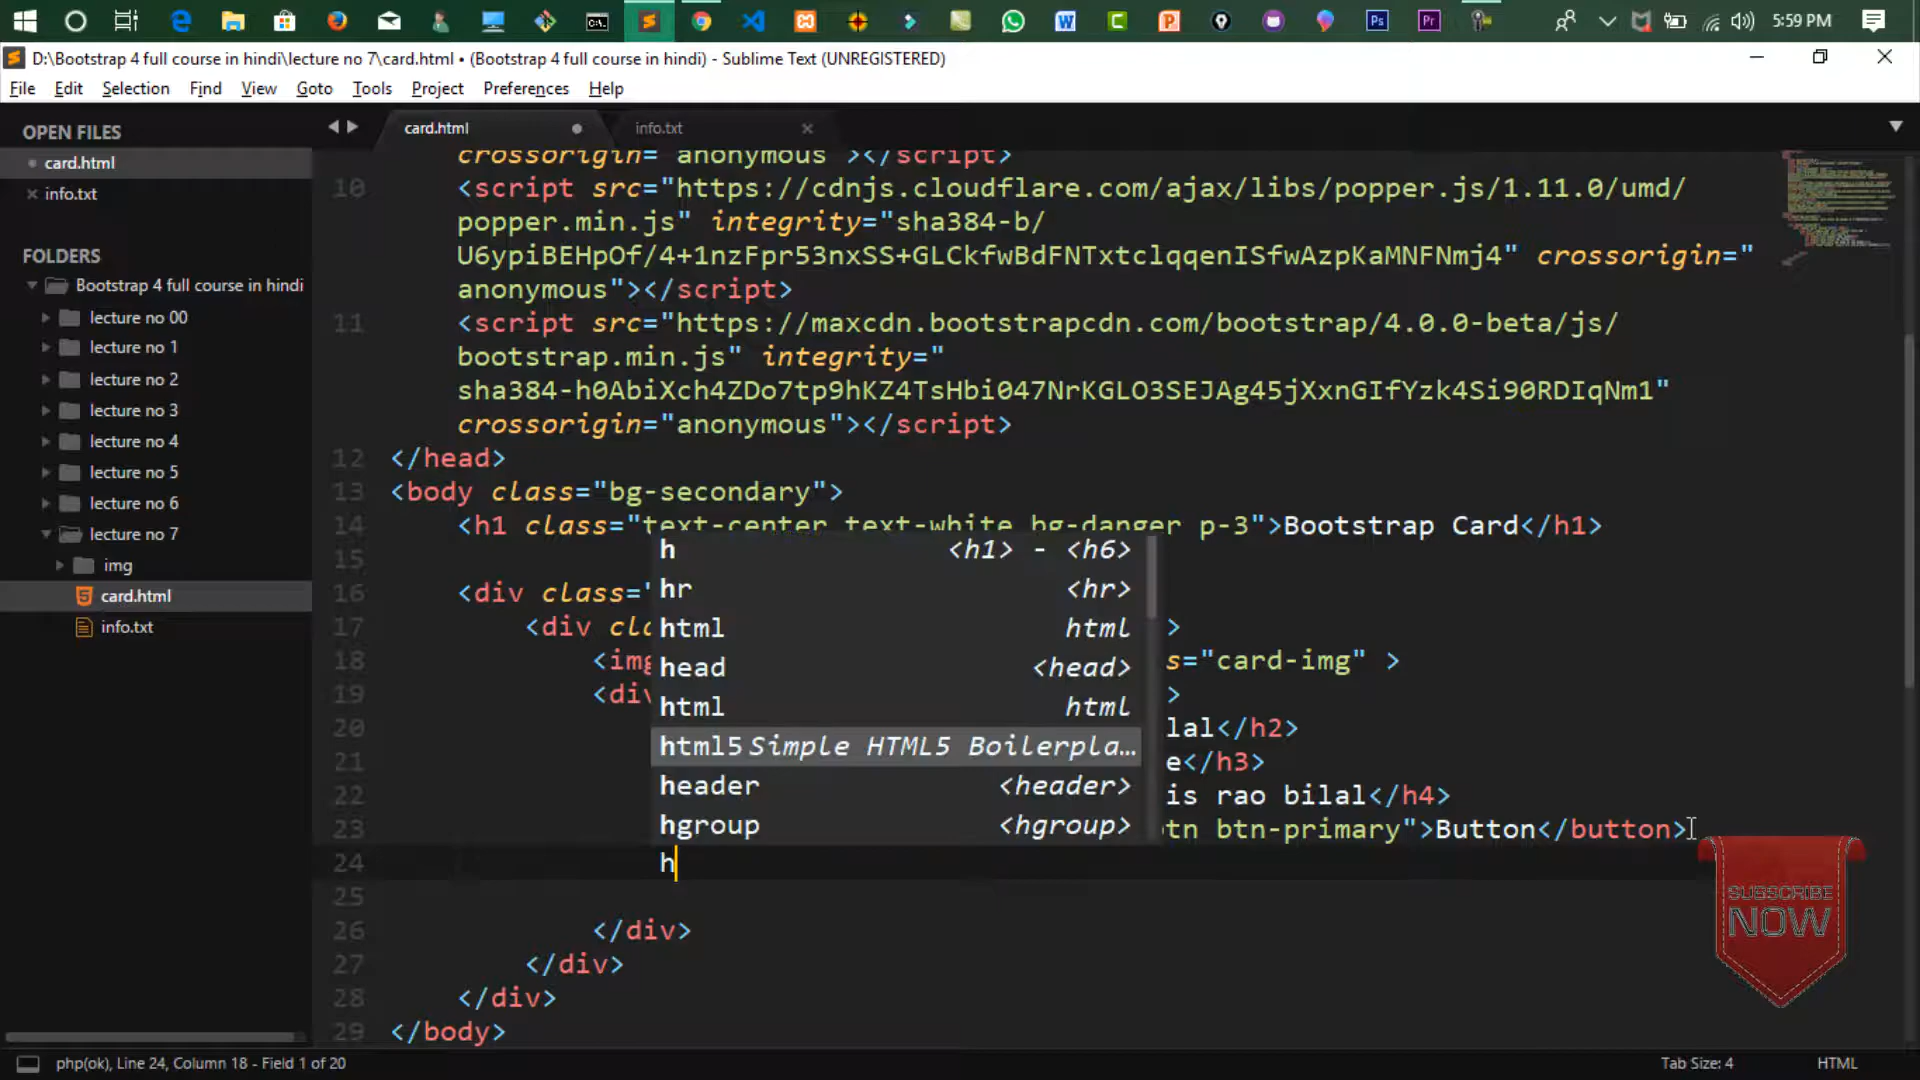 5:59 PM
D:\Bootstrap 4 full course in hindi\lecture no 7\card.html • (Bootstrap 4 full course in hindi) - Sublime Text (UNREGISTERED)
File Edit Selection Find View Goto Tools Project Preferences Help
OPEN FILES
card.html
info.txt
FOLDERS
Bootstrap 4 full course in hindi
lecture no 00
lecture no 1
lecture no 2
lecture no 3
lecture no 4
lecture no 5
lecture no 6
lecture no 7
img
card.html
info.txt
card.html info.txt
crossorigin="anonymous"></script>
10 <script src="https://cdnjs.cloudflare.com/ajax/libs/popper.js/1.11.0/umd/
popper.min.js" integrity="sha384-b/
U6ypiBEHpOf/4+1nzFpr53nxSS+GLCkfwBdFNTxtclqqenISfwAzpKaMNFNmj4" crossorigin="
anonymous"></script>
11 <script src="https://maxcdn.bootstrapcdn.com/bootstrap/4.0.0-beta/js/
bootstrap.min.js" integrity="
sha384-h0AbiXch4ZDo7tp9hKZ4TsHbi047NrKGLO3SEJAg45jXxnGIfYzk4Si90RDIqNm1"
crossorigin="anonymous"></script>
12 </head>
13 <body class="bg-secondary">
14 <h1 class="text-center text-white bg-danger p-3">Bootstrap Card</h1>
15
16 <div class="
17 <div cla >
18 <img s="card-img" >
19 <div >
20 lal</h2>
21 e</h3>
22 is rao bilal</h4>
23 tn btn-primary">Button</button>
24 h
25
26 </div>
27 </div>
28 </div>
29 </body>
h <h1> - <h6>
hr <hr>
html html
head <head>
html html
html5 Simple HTML5 Boilerpla…
header <header>
hgroup <hgroup>
SUBSCRIBE
NOW
php(ok), Line 24, Column 18 - Field 1 of 20
Tab Size: 4
HTML